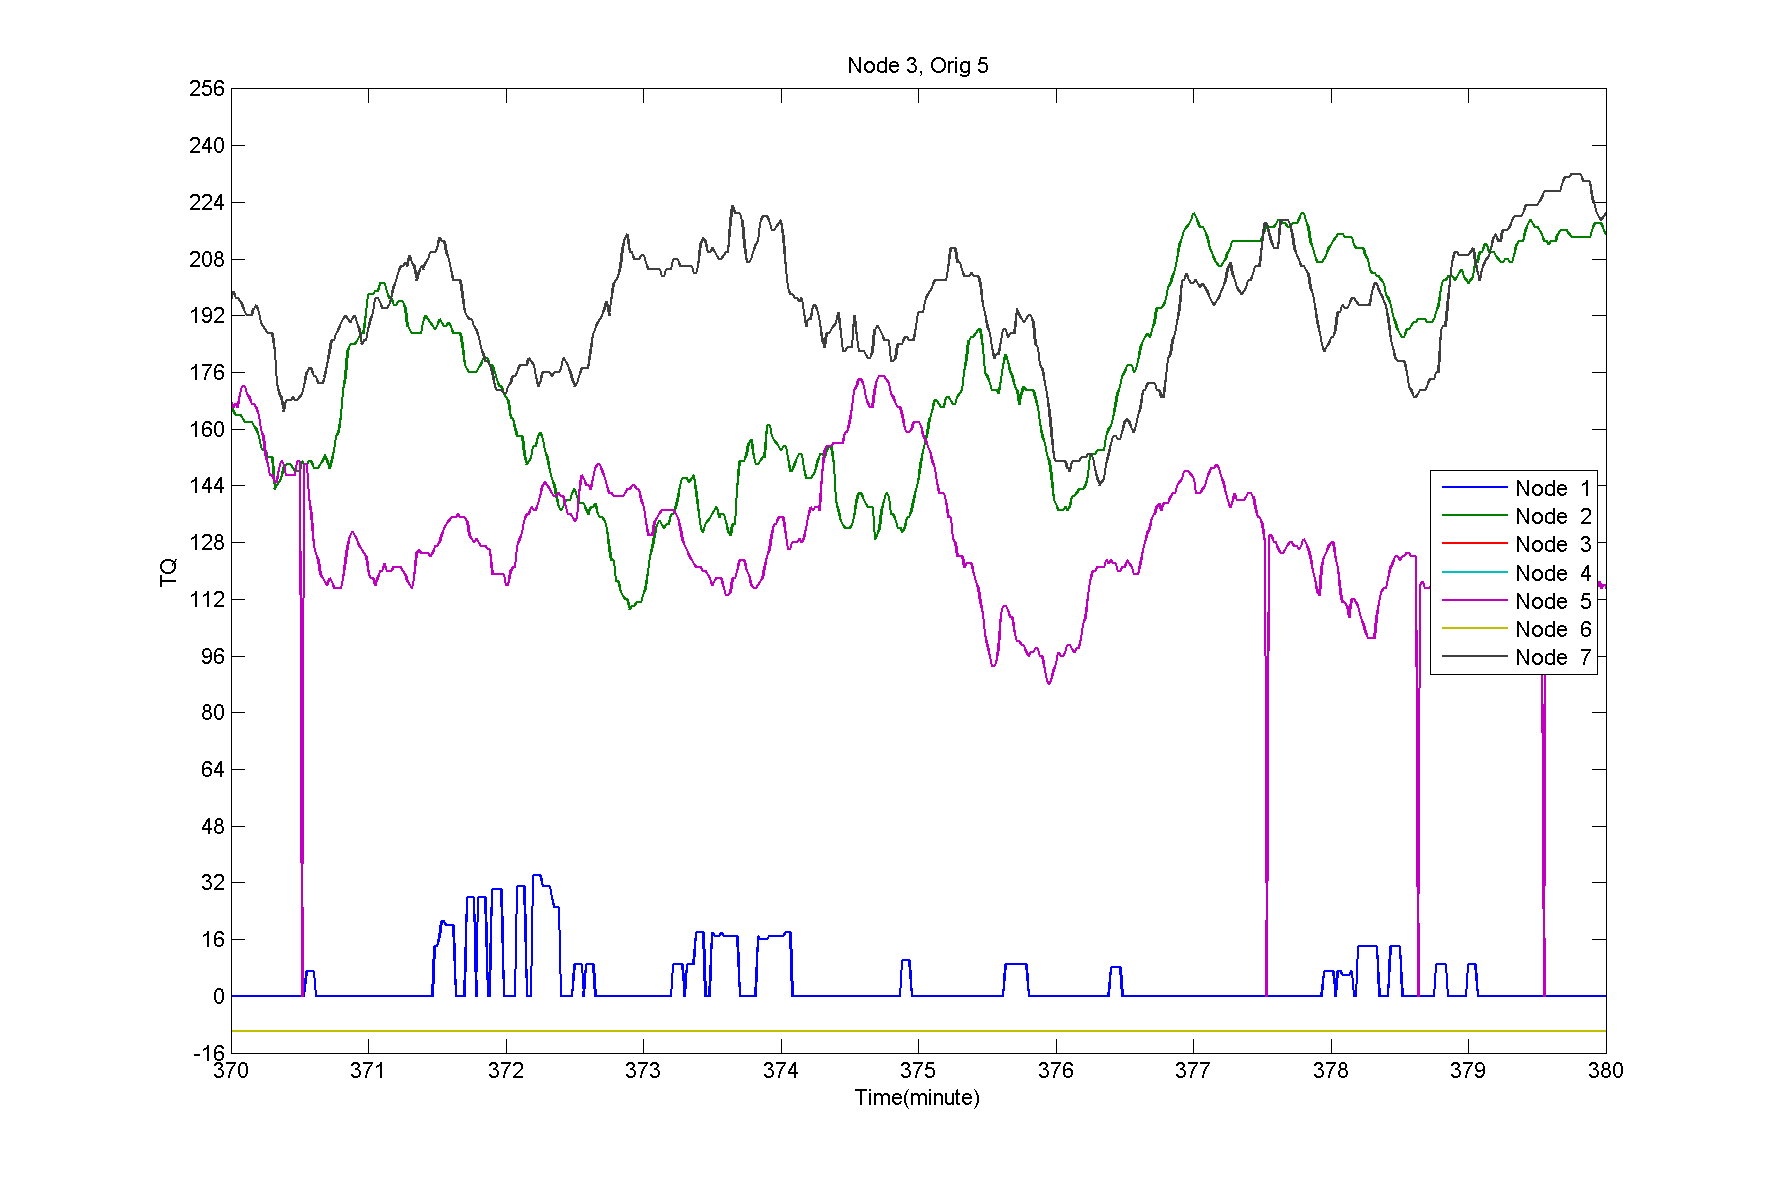 Node 3, Orig 5
256
240
224
208
192
176
160
144
128
112
96
80
64
48
32
16
0
-16
TQ
Node 1
Node 2
Node 3
Node 4
Node 5
Node 6
Node 7
370 371 372 373 374 375 376 377 378 379 380
Time(minute)